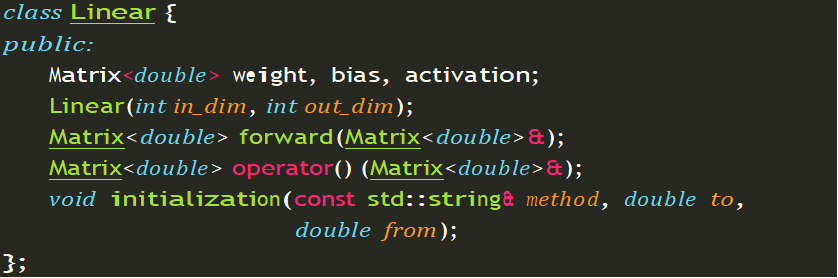 class Linear {
public:
Matrix<double> weight, bias, activation;
Linear(int in_dim, int out_dim);
Matrix<double> forward(Matrix<double>&);
Matrix<double> operator() (Matrix<double>&);
void initialization(const std::string& method, double to,
double from);
};